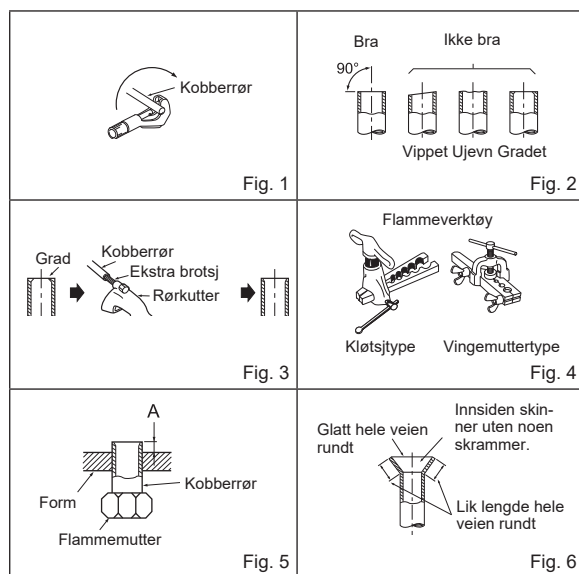 Kobberrør
Fig. 1
Bra
Ikke bra
90°
Vippet Ujevn Gradet
Fig. 2
Grad
Kobberrør
Ekstra brotsj
Rørkutter
Fig. 3
Flammeverktøy
Kløtsjtype
Vingemuttertype
Fig. 4
A
Form
Kobberrør
Flammemutter
Fig. 5
Glatt hele veien
rundt
Innsiden skin-
ner uten noen
skrammer.
Lik lengde hele
veien rundt
Fig. 6